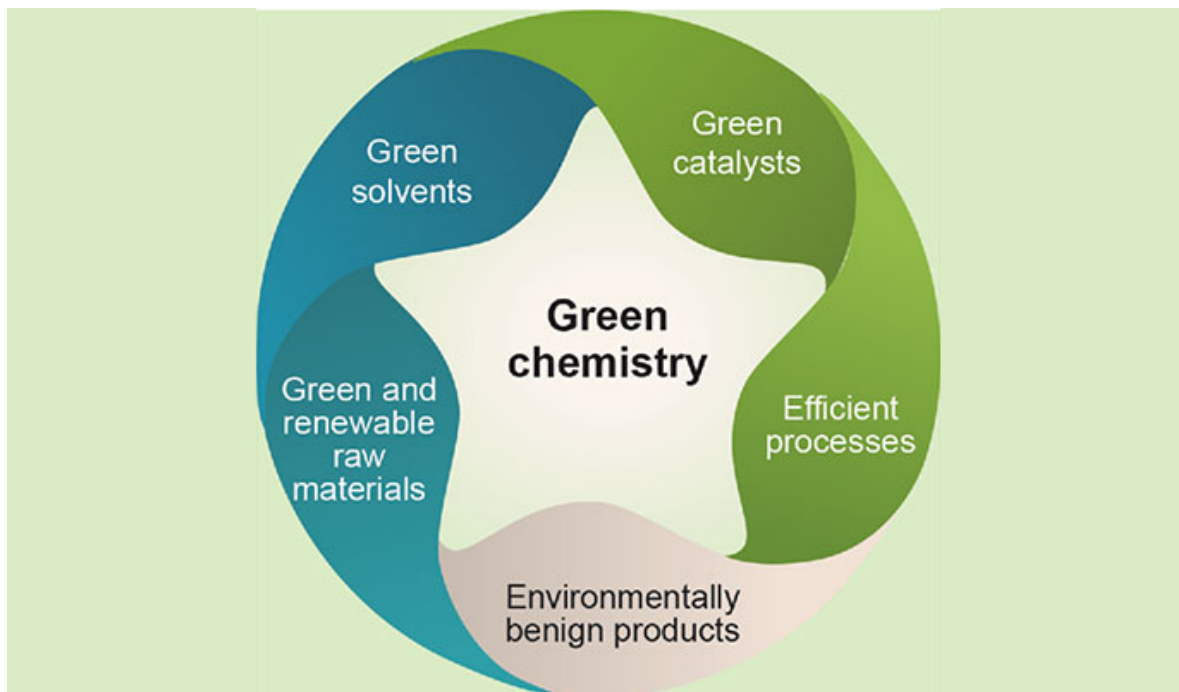 Green
solvents
Green
catalysts
Green
chemistry
Green and
renewable
raw
materials
Efficient
processes
Environmentally
benign products